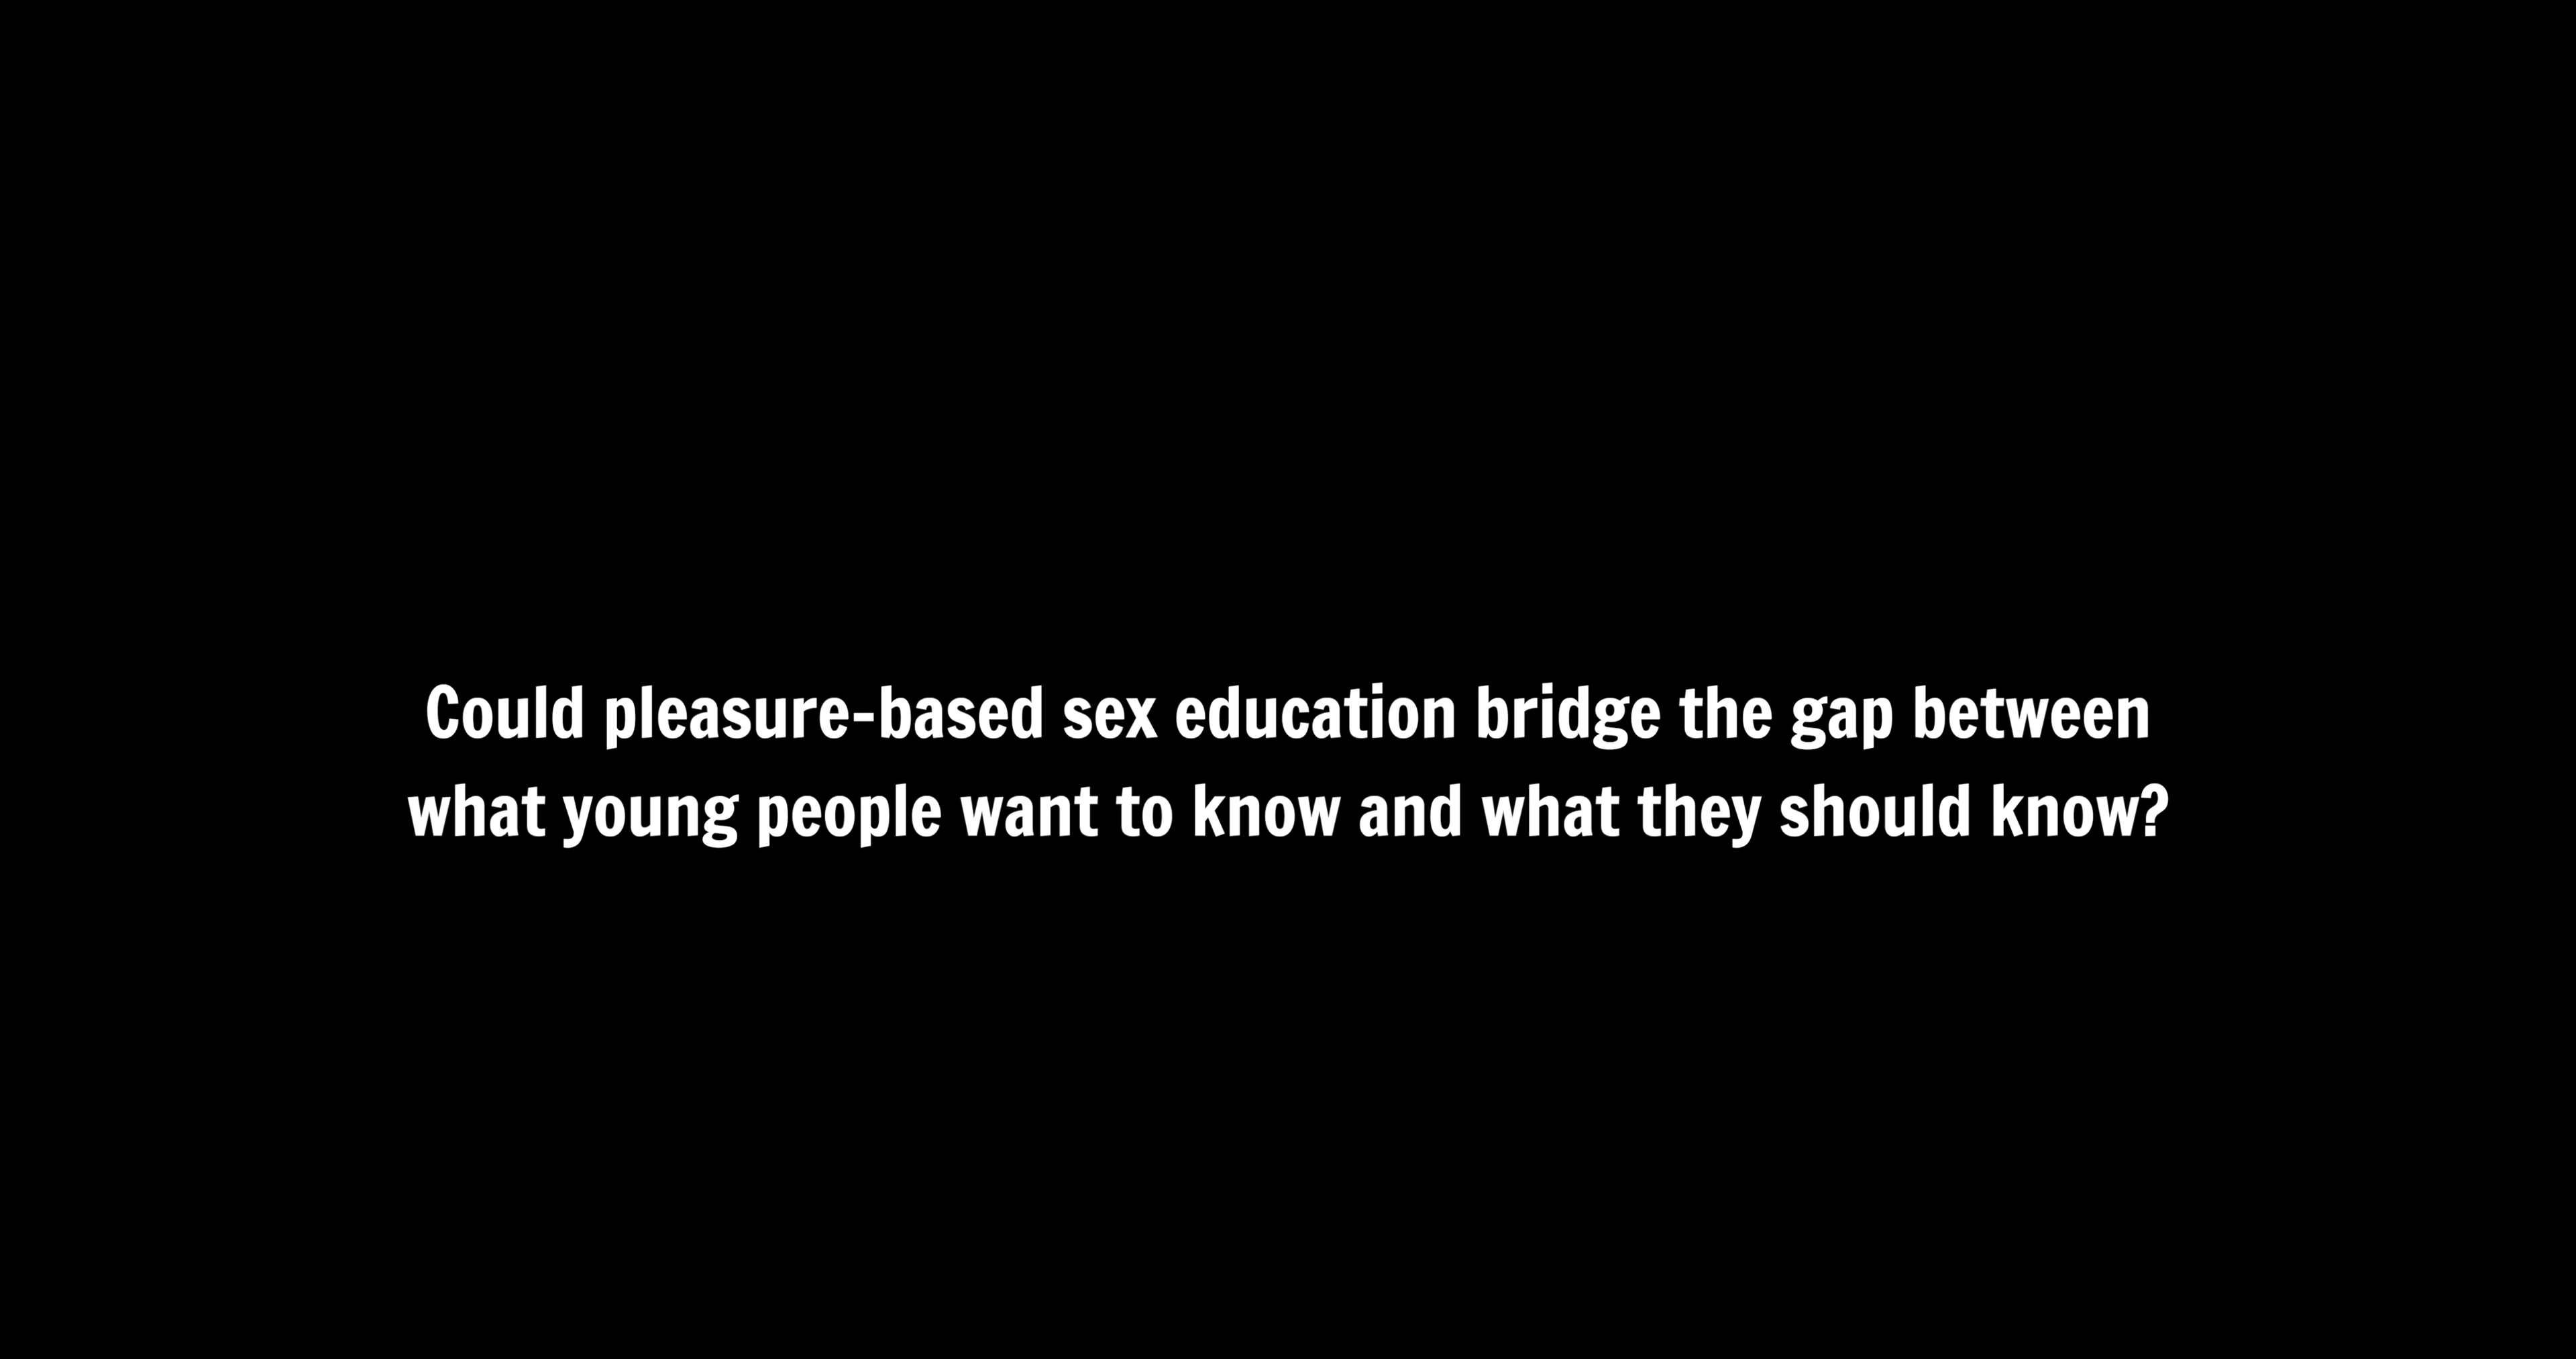 Could pleasure-based sex education bridge the gap between
what young people want to know and what they should know?